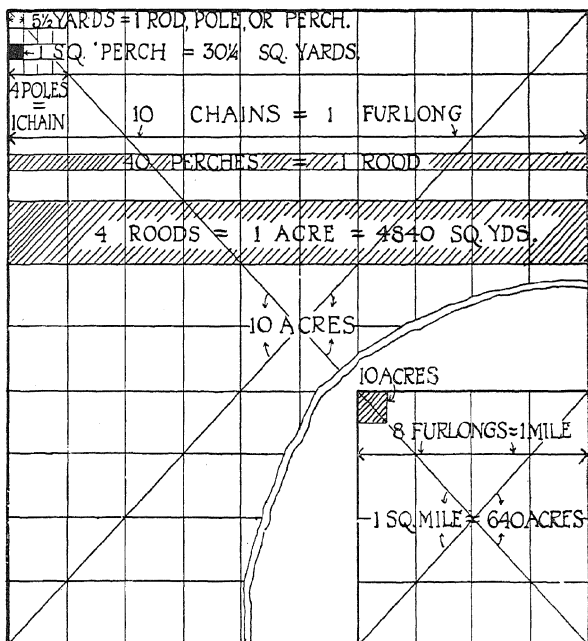 5½ YARDS = 1 ROD, POLE, OR PERCH.
1 SQ. PERCH = 30¼ SQ. YARDS.
4 POLES
=
1 CHAIN
10 CHAINS = 1 FURLONG
40 PERCHES = 1 ROOD
4 ROODS = 1 ACRE = 4840 SQ. YDS.
10 ACRES
10 ACRES
8 FURLONGS = 1 MILE
1 SQ. MILE = 640 ACRES